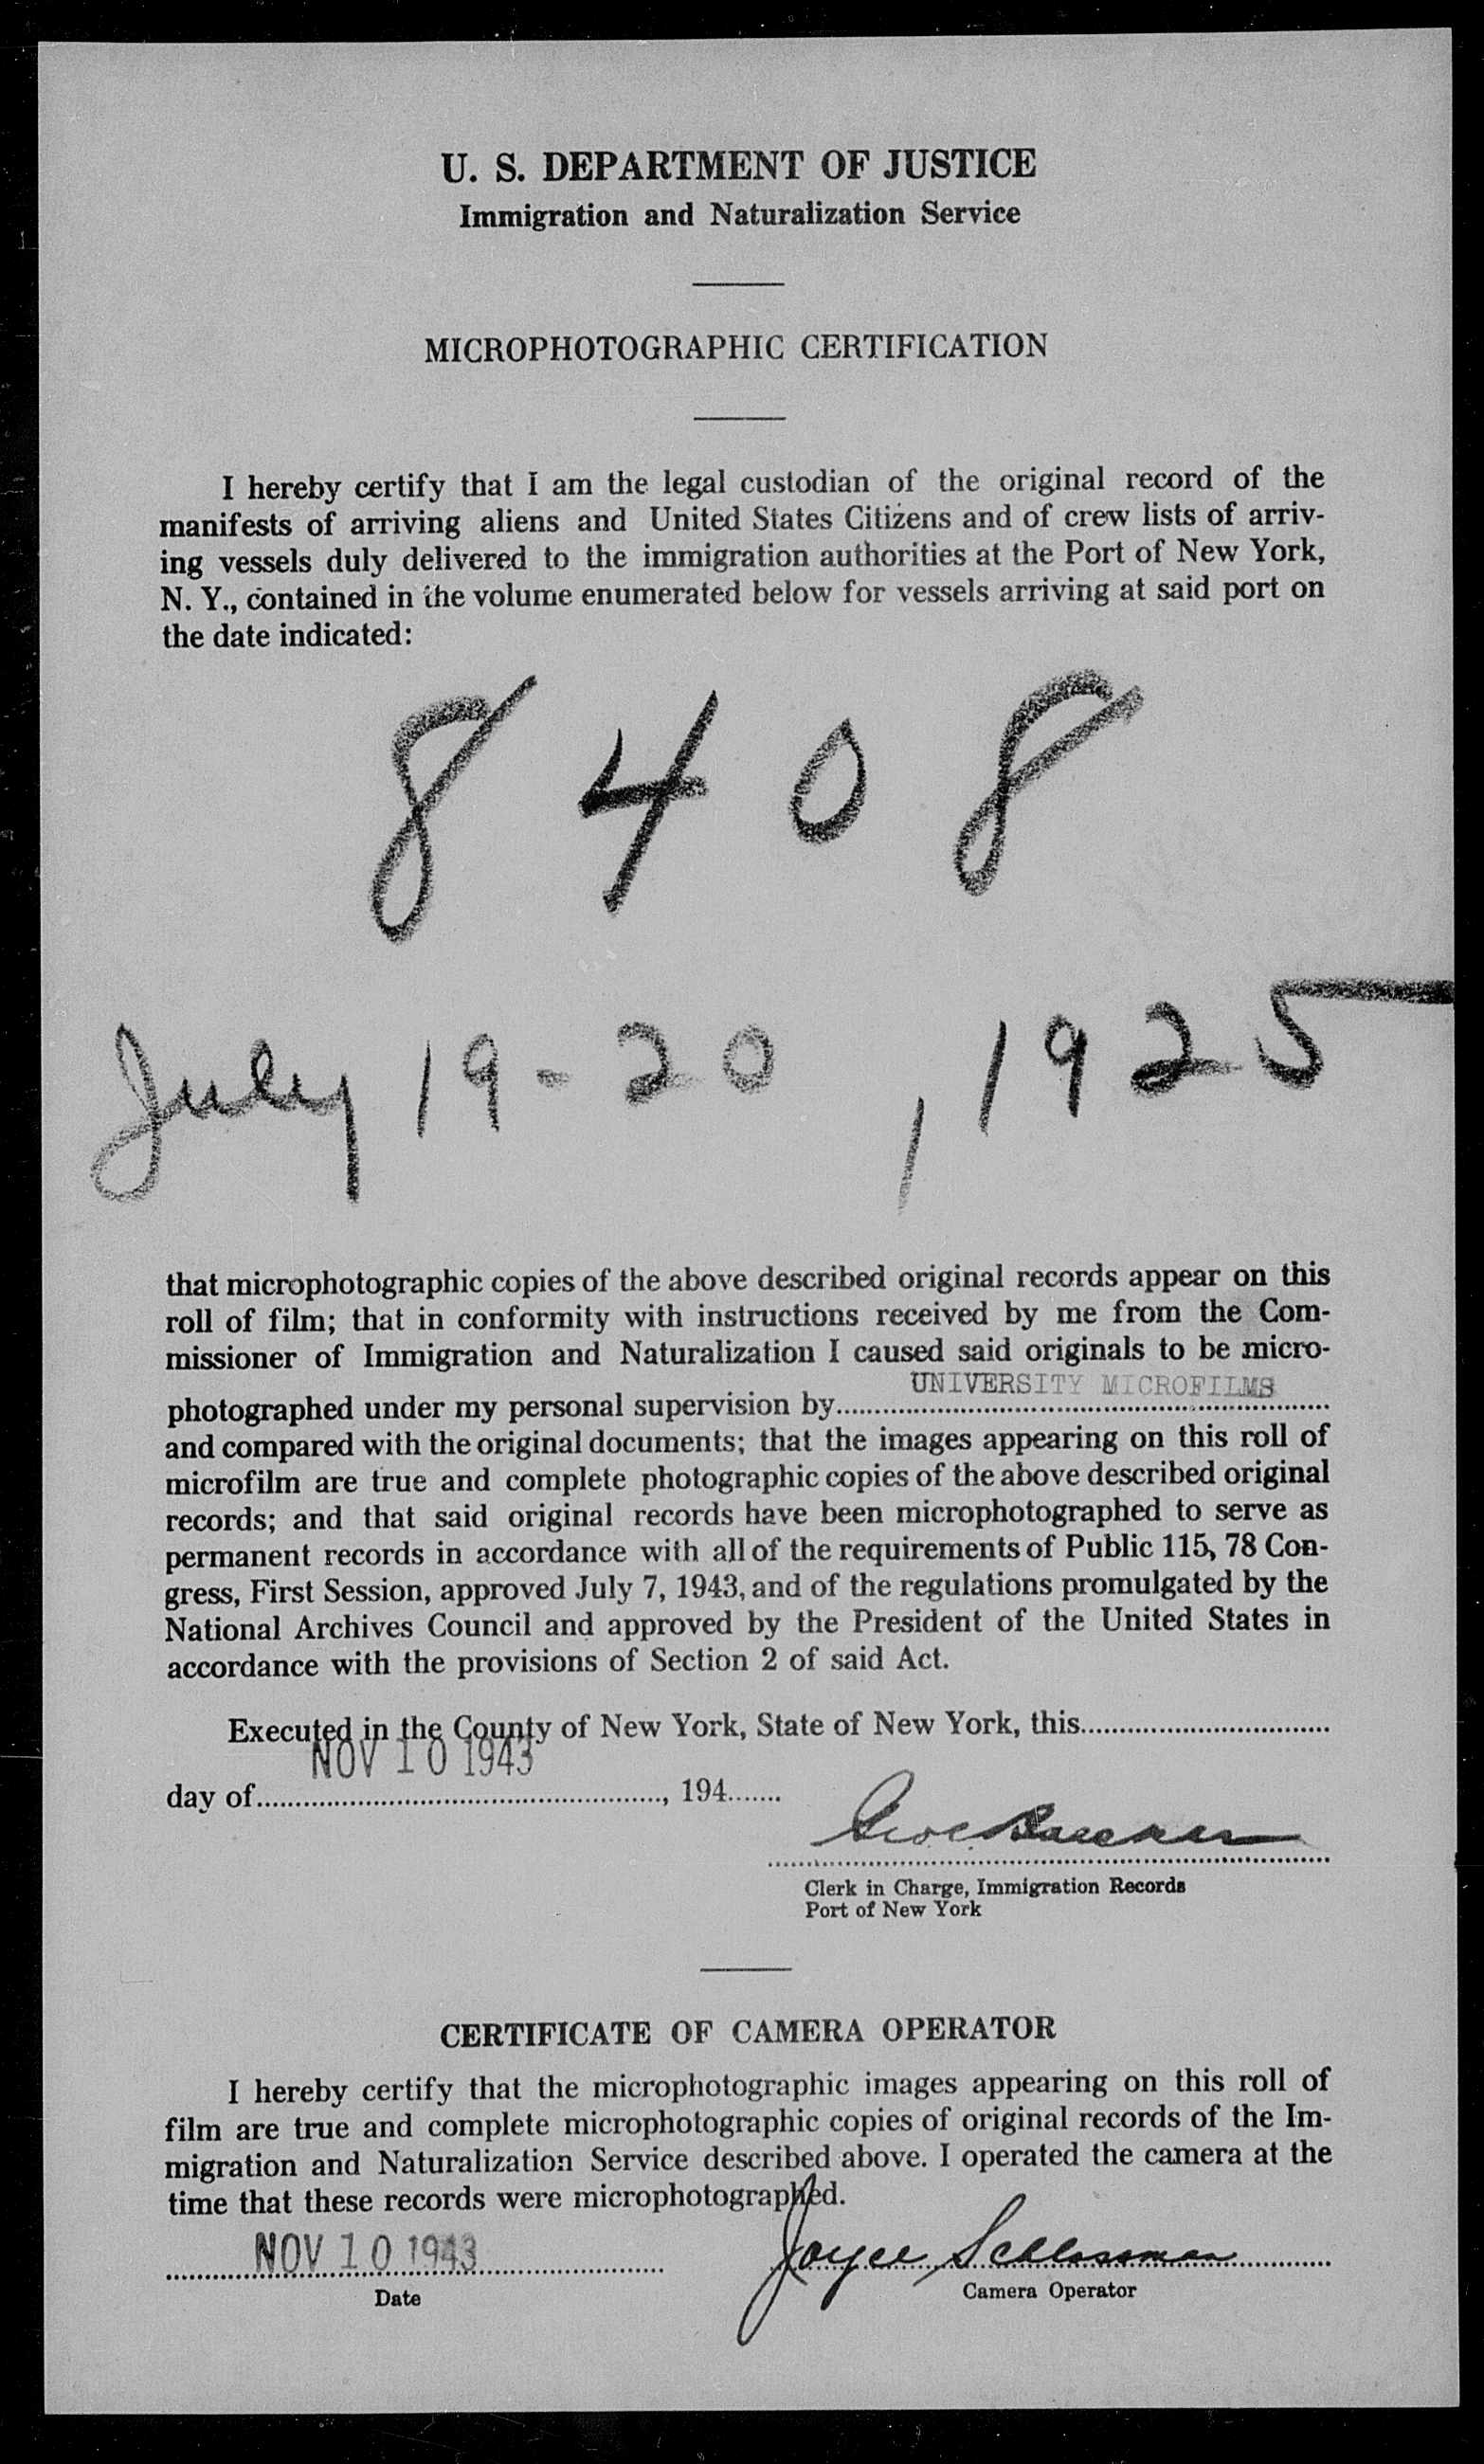 U. S. DEPARTMENT OF JUSTICE
Immigration and Naturalization Service
MICROPHOTOGRAPHIC CERTIFICATION
I hereby certify that I am the legal custodian of the original record of the
manifests of arriving aliens and United States Citizens and of crew lists of arriv-
ing vessels duly delivered to the immigration authorities at the Port of New York,
N. Y., contained in the volume enumerated below for vessels arriving at said port on
the date indicated:
8408
July 19-20, 1925
that microphotographic copies of the above described original records appear on this
roll of film; that in conformity with instructions received by me from the Com-
missioner of Immigration and Naturalization I caused said originals to be micro-
UNIVERSITY MICROFILMS
photographed under my personal supervision by
and compared with the original documents; that the images appearing on this roll of
microfilm are true and complete photographic copies of the above described original
records; and that said original records have been microphotographed to serve as
permanent records in accordance with all of the requirements of Public 115, 78 Con-
gress, First Session, approved July 7, 1943, and of the regulations promulgated by the
National Archives Council and approved by the President of the United States in
accordance with the provisions of Section 2 of said Act.
Executed in the County of New York, State of New York, this
NOV 10 1943
day of , 194
Clerk in Charge, Immigration Records
Port of New York
CERTIFICATE OF CAMERA OPERATOR
I hereby certify that the microphotographic images appearing on this roll of
film are true and complete microphotographic copies of original records of the Im-
migration and Naturalization Service described above. I operated the camera at the
time that these records were microphotographed.
NOV 10 1943 Joyce
Date Camera Operator